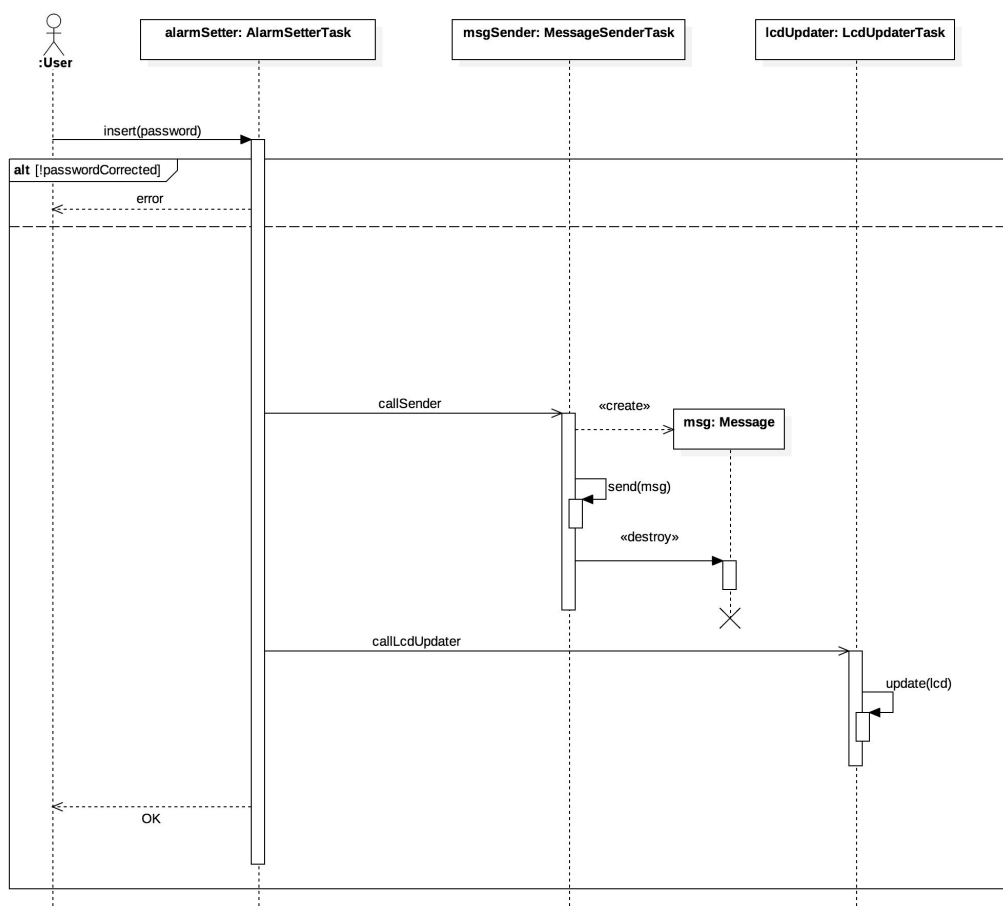 alarmSetter: AlarmSetterTask
msgSender: MessageSenderTask
lcdUpdater: LcdUpdaterTask
:User
insert(password)
alt [!passwordCorrected]
error
callSender
«create»
msg: Message
send(msg)
«destroy»
callLcdUpdater
update(lcd)
OK